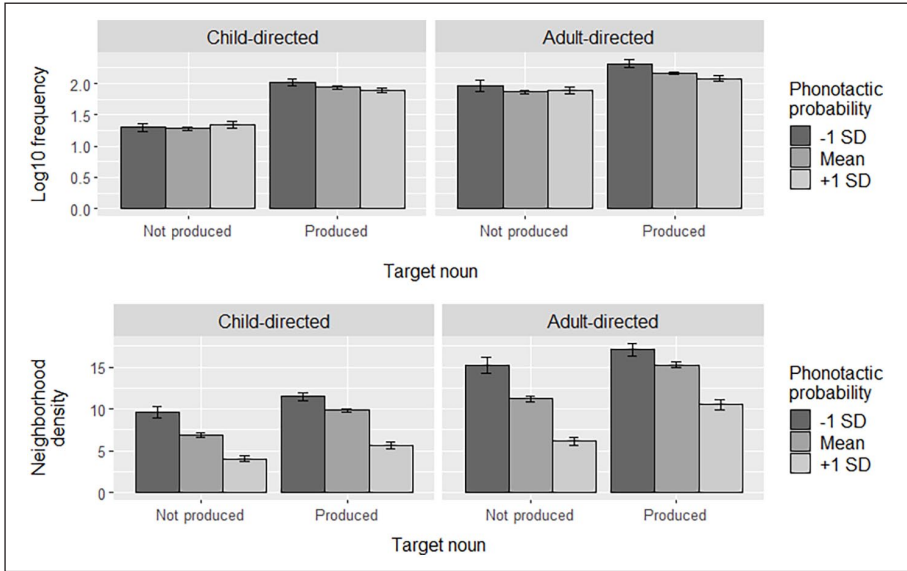 Child-directed
Adult-directed
Log10 frequency
2.0
1.5
1.0
0.5
0.0
Not produced
Produced
Not produced
Produced
Target noun
Phonotactic
probability
-1 SD
Mean
+1 SD
Child-directed
Adult-directed
Neighborhood
density
15
10
5
0
Not produced
Produced
Not produced
Produced
Target noun
Phonotactic
probability
-1 SD
Mean
+1 SD